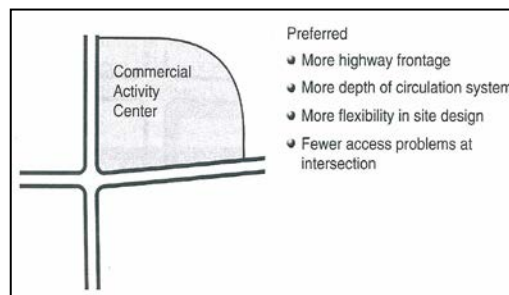 Commercial
Activity
Center
Preferred
More highway frontage
More depth of circulation system
More flexibility in site design
Fewer access problems at
intersection